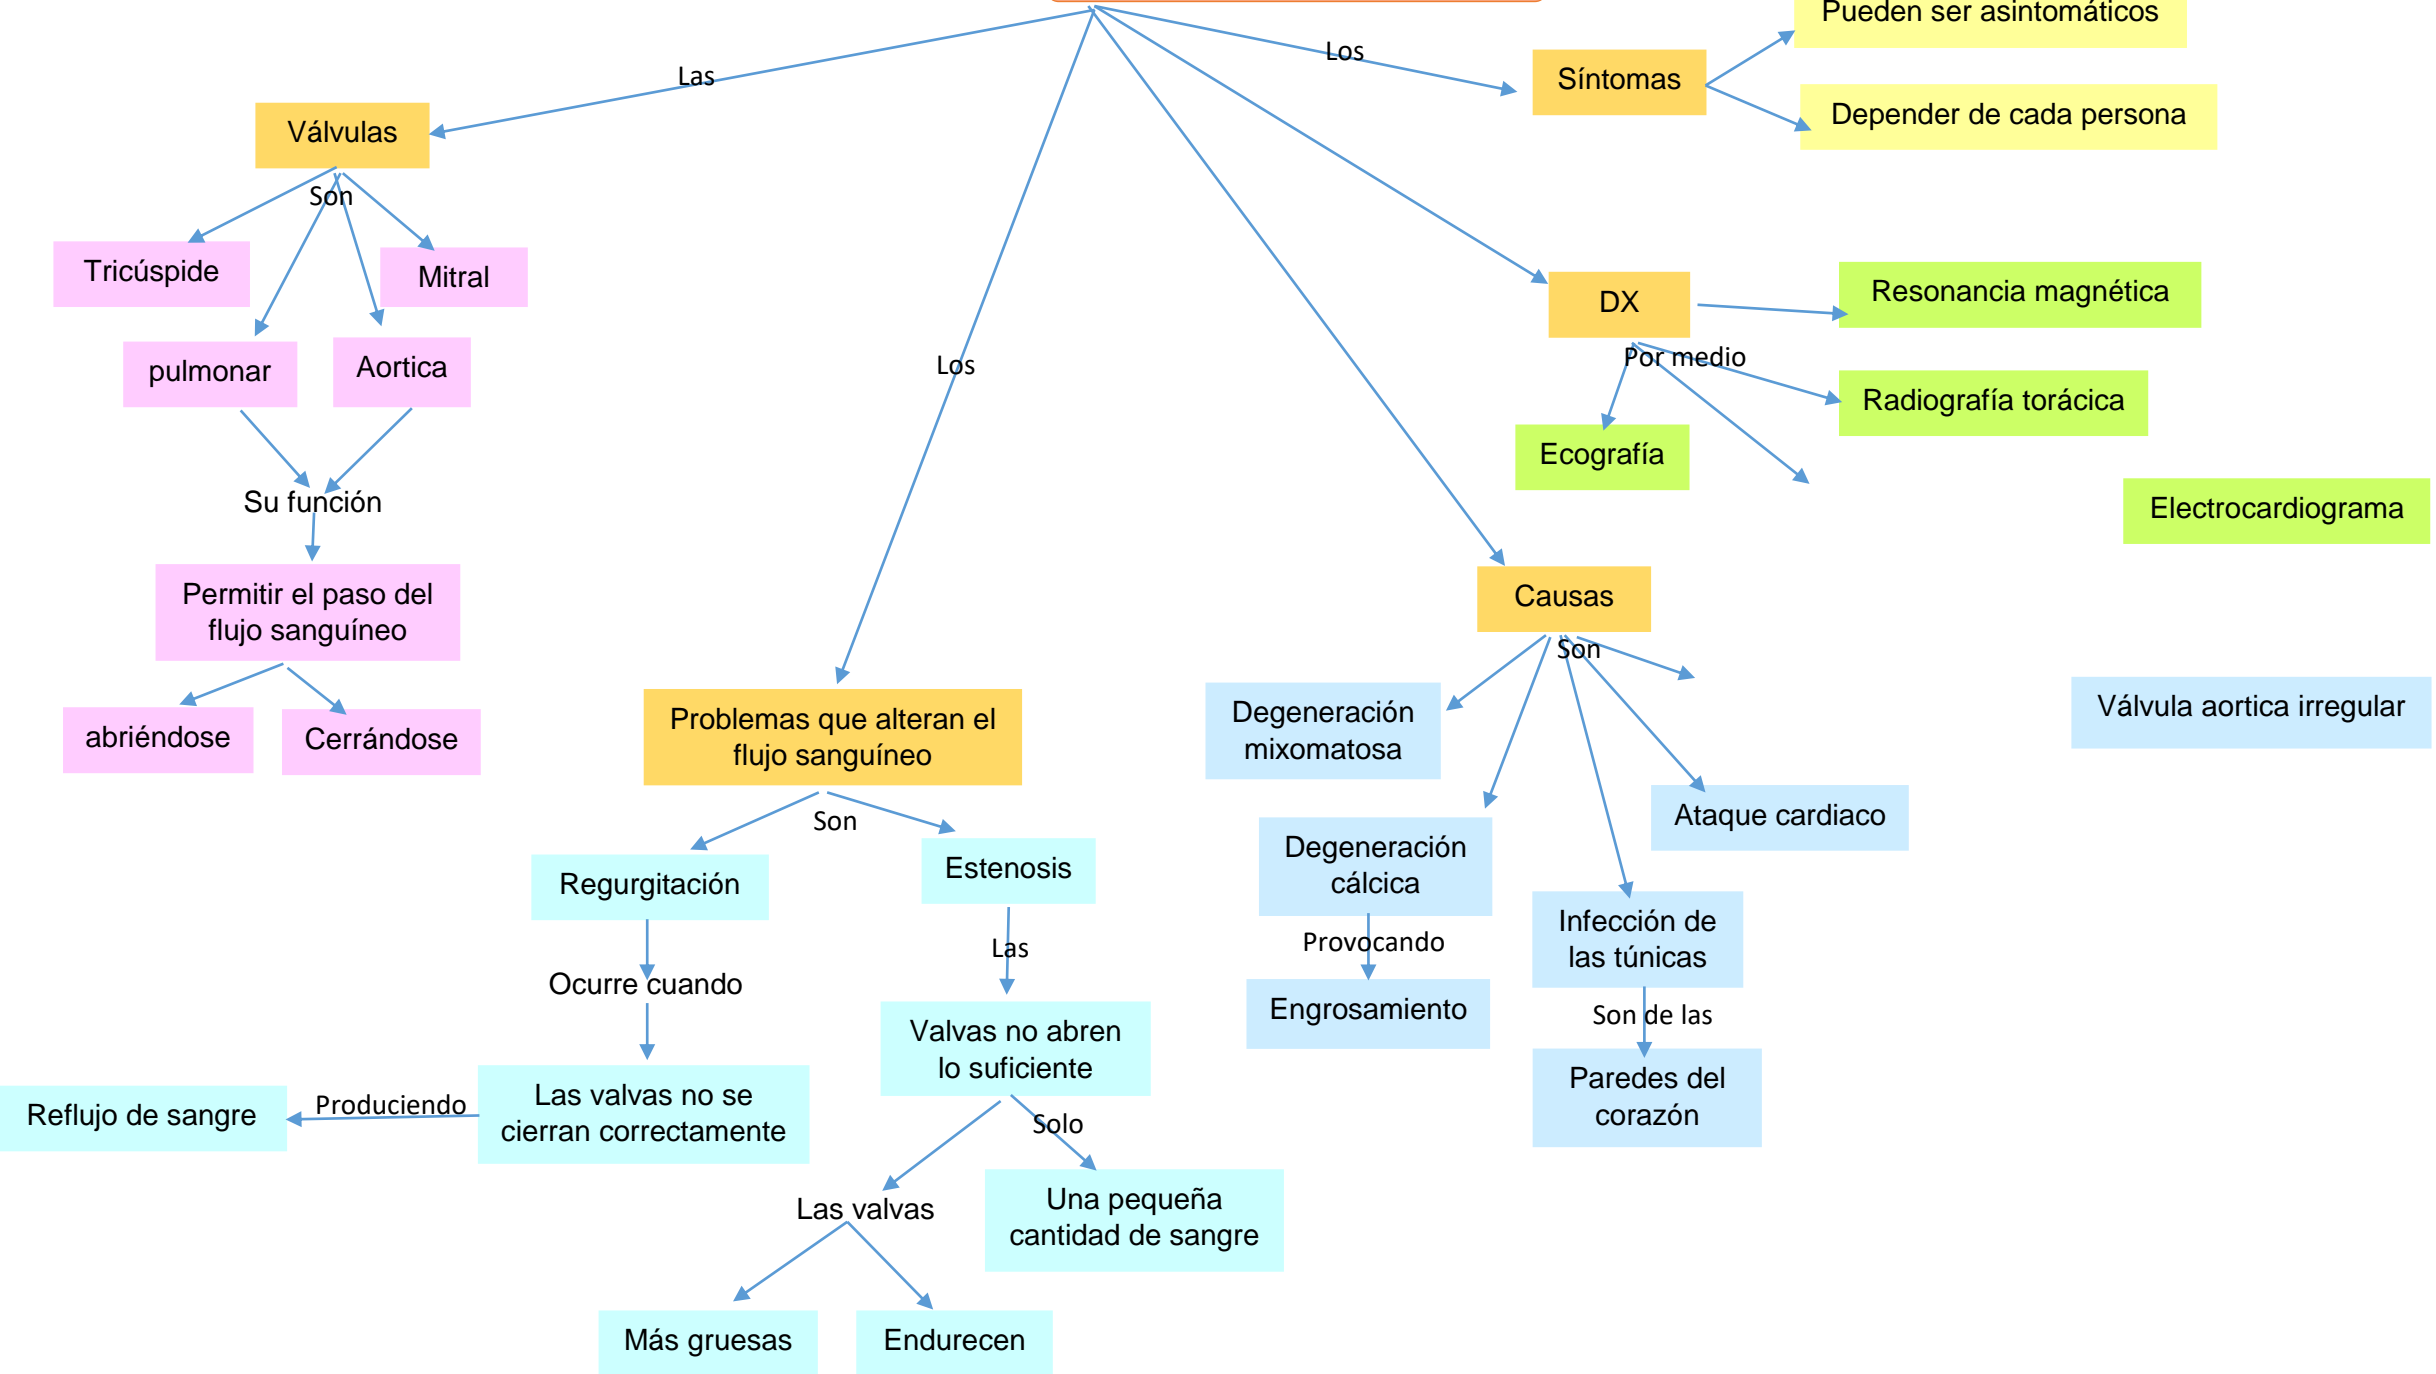 Pueden ser asintomáticos
Los
Síntomas
Depender de cada persona
Las
Válvulas
Son
Tricúspide
Mitral
pulmonar
Aortica
Su función
Permitir el paso del
flujo sanguíneo
abriéndose
Cerrándose
Los
Problemas que alteran el
flujo sanguíneo
Son
Regurgitación
Estenosis
Ocurre cuando
Las
Las valvas no se
cierran correctamente
Produciendo
Reflujo de sangre
Valvas no abren
lo suficiente
Solo
Las valvas
Una pequeña
cantidad de sangre
Más gruesas
Endurecen
DX
Por medio
Resonancia magnética
Radiografía torácica
Ecografía
Electrocardiograma
Causas
Son
Degeneración
mixomatosa
Válvula aortica irregular
Ataque cardiaco
Degeneración
cálcica
Provocando
Engrosamiento
Infección de
las túnicas
Son de las
Paredes del
corazón